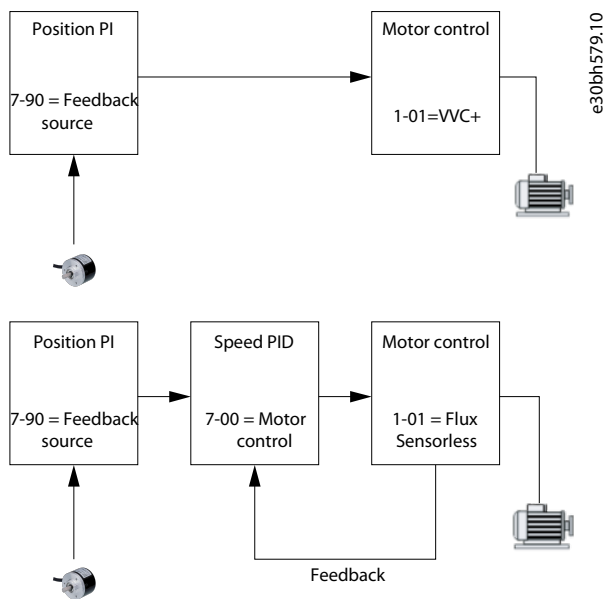 Position PI
7-90 = Feedback
source
Motor control
1-01=VVC+
e30bh579.10
Position PI
7-90 = Feedback
source
Speed PID
7-00 = Motor
control
Motor control
1-01 = Flux
Sensorless
Feedback